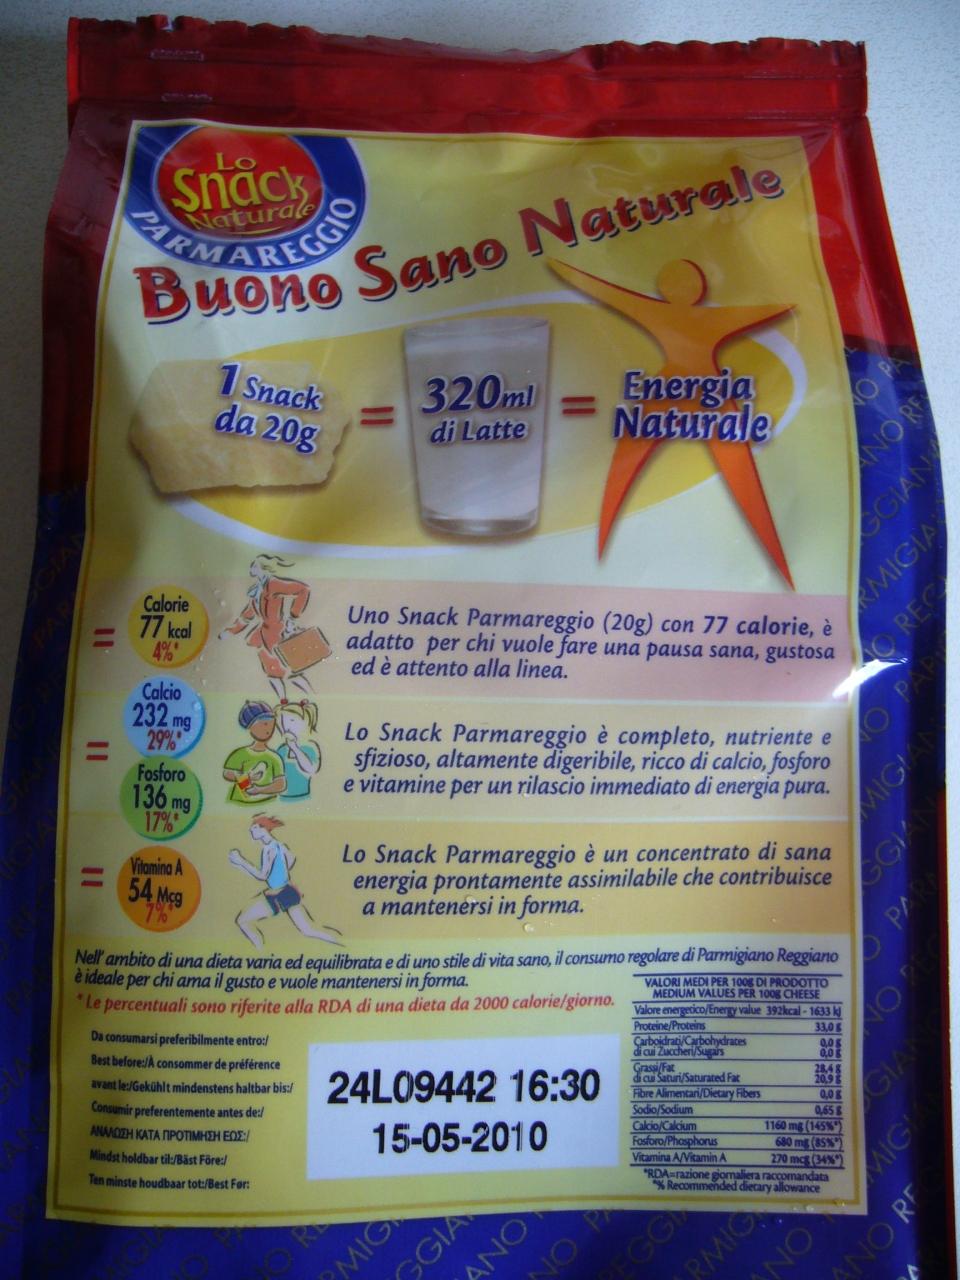 Lo
Snack
Naturale
PARMAREGGIO
Buono Sano Naturale
1 Snack
da 20g
=
320ml
di Latte
=
Energia
Naturale
=
Calorie
77 kcal
4%*
Uno Snack Parmareggio (20g) con 77 calorie, è
adatto per chi vuole fare una pausa sana, gustosa
ed è attento alla linea.
=
Calcio
232 mg
29%*
Fosforo
136 mg
17%*
Lo Snack Parmareggio è completo, nutriente e
sfizioso, altamente digeribile, ricco di calcio, fosforo
e vitamine per un rilascio immediato di energia pura.
=
Vitamina A
54 Mcg
7%*
Lo Snack Parmareggio è un concentrato di sana
energia prontamente assimilabile che contribuisce
a mantenersi in forma.
Nell'ambito di una dieta varia ed equilibrata e di uno stile di vita sano, il consumo regolare di Parmigiano Reggiano
è ideale per chi ama il gusto e vuole mantenersi in forma.
*Le percentuali sono riferite alla RDA di una dieta da 2000 calorie/giorno.
Da consumarsi preferibilmente entro:/
Best before:/À consommer de préférence
avant le:/Gekühlt mindenstens haltbar bis:/
Consumir preferentemente antes de:/
ΑΝΑΛΩΣΗ ΚΑΤΑ ΠΡΟΤΙΜΗΣΗ ΕΩΣ:/
Mindst holdbar til:/Bäst Före:/
Ten minste houdbaar tot:/Best Før:
24L09442 16:30
15-05-2010
VALORI MEDI PER 100g DI PRODOTTO
MEDIUM VALUES PER 100g CHEESE
Valore energetico/Energy value 392kcal - 1633 kj
Proteine/Proteins 33,0 g
Carboidrati/Carbohydrates 0,0 g
di cui Zuccheri/Sugars 0,0 g
Grassi/Fat 28,4 g
di cui Saturi/Saturated Fat 20,9 g
Fibre Alimentari/Dietary Fibers 0,0 g
Sodio/Sodium 0,65 g
Calcio/Calcium 1160 mg (145%*)
Fosforo/Phosphorus 680 mg (85%*)
Vitamina A/Vitamin A 270 mcg (34%*)
*RDA=razione giornaliera raccomandata
*% Recommended dietary allowance